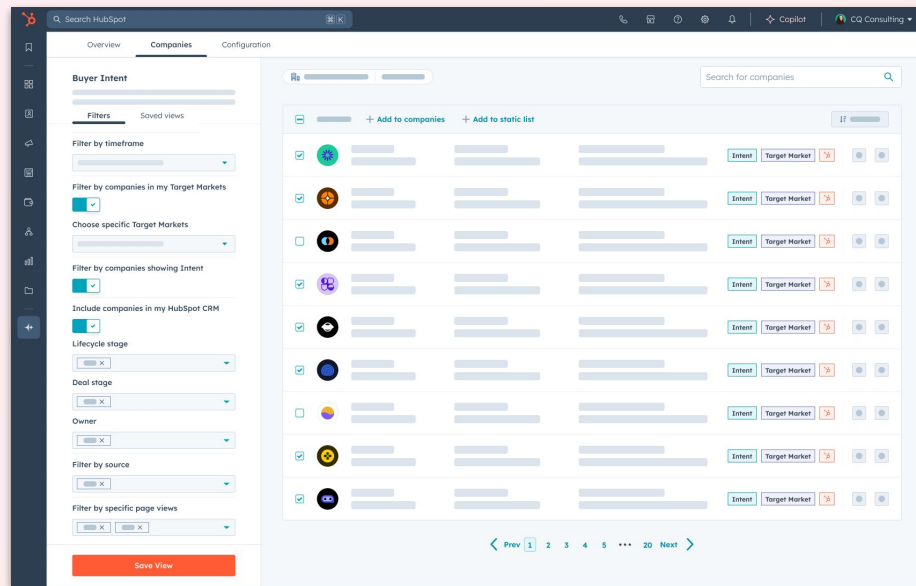 Search HubSpot
⌘ K
Copilot
CQ Consulting
Overview Companies Configuration
Buyer Intent
Filters Saved views
Filter by timeframe
Filter by companies in my Target Markets
Choose specific Target Markets
Filter by companies showing Intent
Include companies in my HubSpot CRM
Lifecycle stage
Deal stage
Owner
Filter by source
Filter by specific page views
Save View
Search for companies
+ Add to companies + Add to static list
Intent Target Market
Intent Target Market
Intent Target Market
Intent Target Market
Intent Target Market
Intent Target Market
Intent Target Market
Intent Target Market
Intent Target Market
Prev 1 2 3 4 5 ••• 20 Next